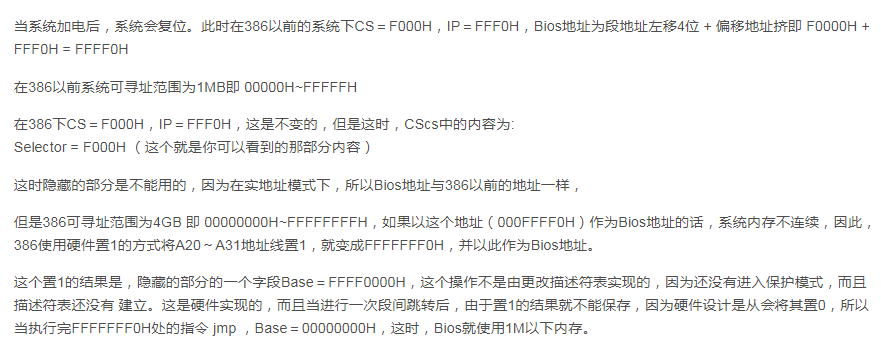 当系统加电后，系统会复位。此时在386以前的系统下CS＝F000H，IP＝FFF0H，Bios地址为段地址左移4位 + 偏移地址挤即 F0000H +
FFF0H = FFFF0H
在386以前系统可寻址范围为1MB即 00000H~FFFFFH
在386下CS＝F000H，IP＝FFF0H，这是不变的，但是这时，CScs中的内容为:
Selector = F000H （这个就是你可以看到的那部分内容）
这时隐藏的部分是不能用的，因为在实地址模式下，所以Bios地址与386以前的地址一样，
但是386可寻址范围为4GB 即 00000000H~FFFFFFFFH，如果以这个地址（000FFFF0H）作为Bios地址的话，系统内存不连续，因此，
386使用硬件置1的方式将A20～A31地址线置1，就变成FFFFFFF0H，并以此作为Bios地址。
这个置1的结果是，隐藏的部分的一个字段Base＝FFFF0000H，这个操作不是由更改描述符表实现的，因为还没有进入保护模式，而且
描述符表还没有 建立。这是硬件实现的，而且当进行一次段间跳转后，由于置1的结果就不能保存，因为硬件设计是从会将其置0，所以
当执行完FFFFFFF0H处的指令 jmp ，Base＝00000000H，这时，Bios就使用1M以下内存。